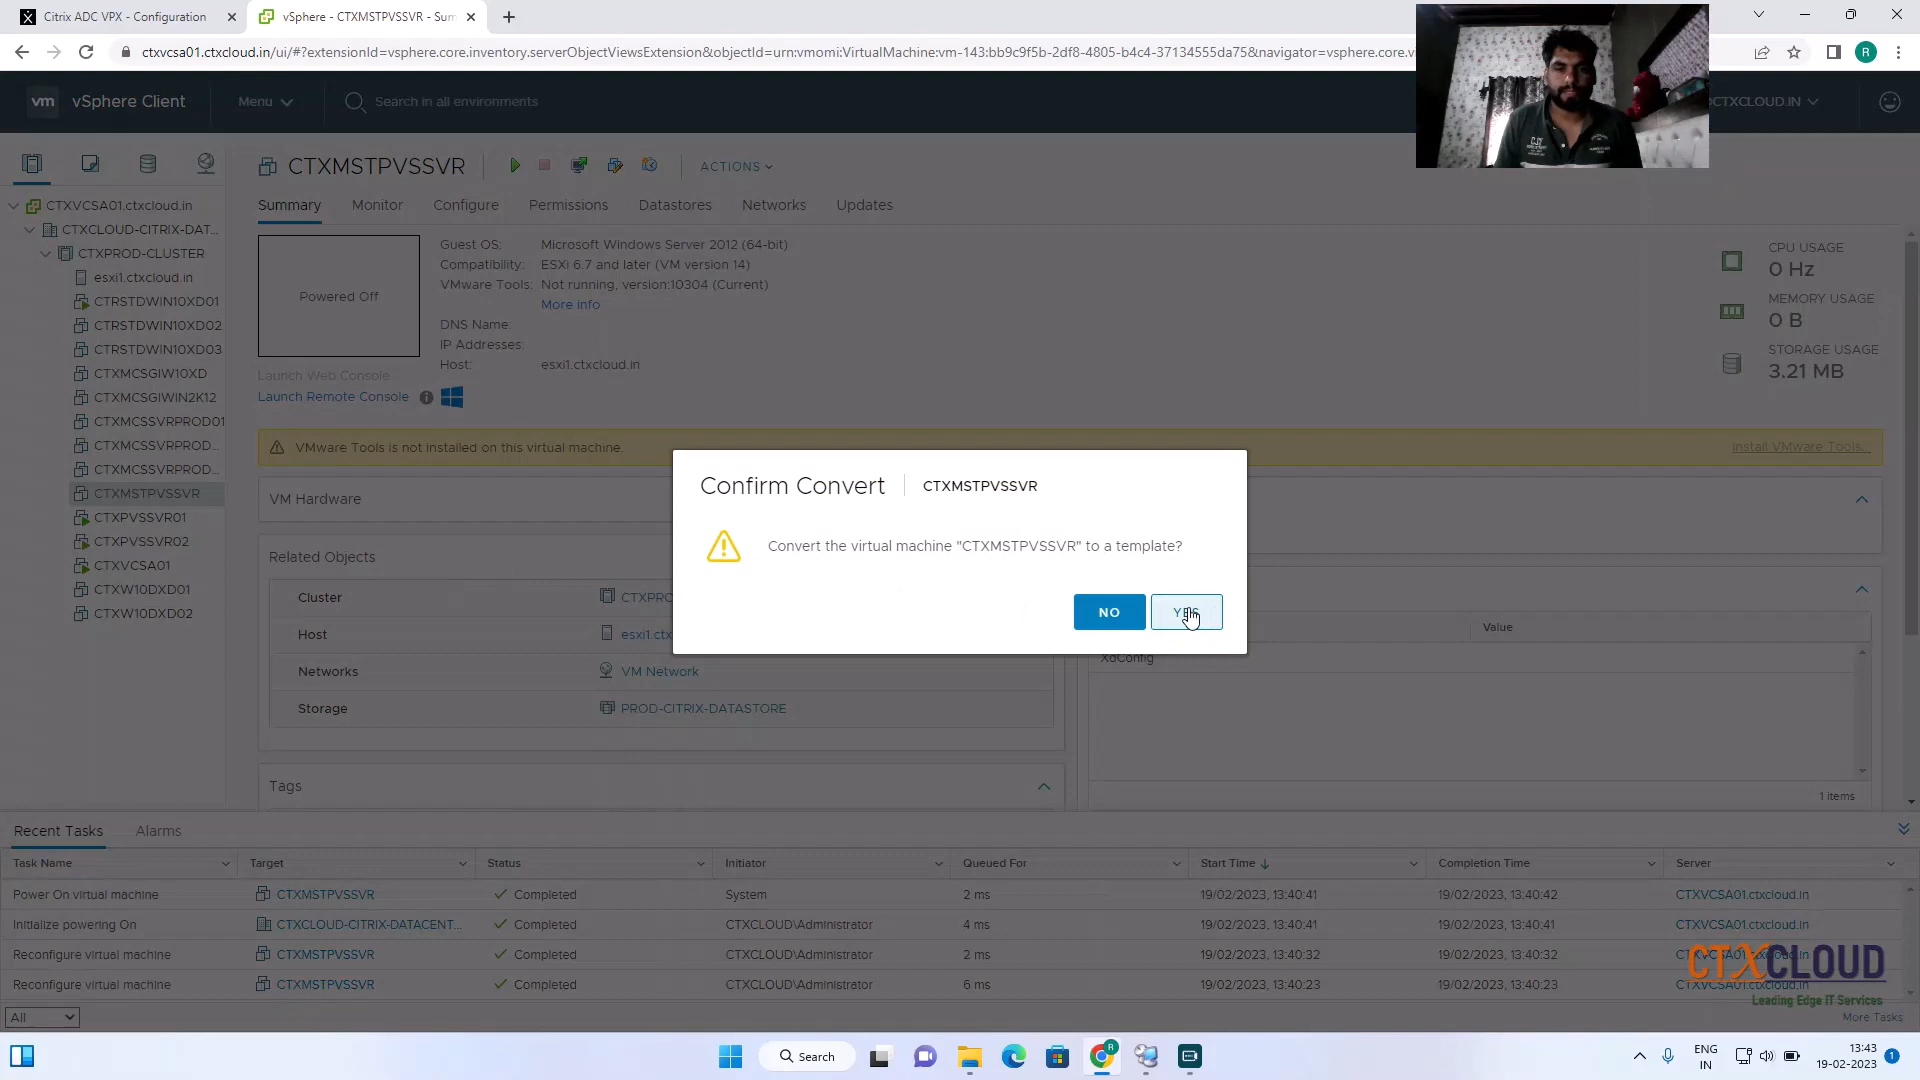 Citrix ADC VPX - Configuration
vSphere - CTXMSTPVSSVR - Sum
ctxvcsa01.ctxcloud.in/ui/#?extensionId=vsphere.core.inventory.serverObjectViewsExtension&objectId=urn:vmomi:VirtualMachine:vm-143:bb9c9f5b-2df8-4805-b4c4-37134555da75&navigator=vsphere.core.v
R
vm vSphere Client
Menu
Search in all environments
CTXCLOUD.IN
CTXMSTPVSSVR
ACTIONS
Summary Monitor Configure Permissions Datastores Networks Updates
CTXVCSA01.ctxcloud.in
CTXCLOUD-CITRIX-DAT...
CTXPROD-CLUSTER
esxi1.ctxcloud.in
CTRSTDWIN10XD01
CTRSTDWIN10XD02
CTRSTDWIN10XD03
CTXMCSGIW10XD
CTXMCSGIWIN2K12
CTXMCSSVRPROD01
CTXMCSSVRPROD...
CTXMCSSVRPROD...
CTXMSTPVSSVR
CTXPVSSVR01
CTXPVSSVR02
CTXVCSA01
CTXW10DXD01
CTXW10DXD02
Powered Off
Launch Web Console
Launch Remote Console
Guest OS: Microsoft Windows Server 2012 (64-bit)
Compatibility: ESXi 6.7 and later (VM version 14)
VMware Tools: Not running, version:10304 (Current)
More info
DNS Name:
IP Addresses:
Host: esxi1.ctxcloud.in
CPU USAGE
0 Hz
MEMORY USAGE
0 B
STORAGE USAGE
3.21 MB
VMware Tools is not installed on this virtual machine.
Install VMware Tools...
VM Hardware
Related Objects
Cluster CTXPRO
Host esxi1.ctx
Networks VM Network
Storage PROD-CITRIX-DATASTORE
Tags
Confirm Convert CTXMSTPVSSVR
Convert the virtual machine "CTXMSTPVSSVR" to a template?
NO YES
Value
XdConfig
1 items
Recent Tasks Alarms
Task Name Target Status Initiator Queued For Start Time ↓ Completion Time Server
Power On virtual machine CTXMSTPVSSVR Completed System 2 ms 19/02/2023, 13:40:41 19/02/2023, 13:40:42 CTXVCSA01.ctxcloud.in
Initialize powering On CTXCLOUD-CITRIX-DATACENT... Completed CTXCLOUD\Administrator 4 ms 19/02/2023, 13:40:41 19/02/2023, 13:40:41 CTXVCSA01.ctxcloud.in
Reconfigure virtual machine CTXMSTPVSSVR Completed CTXCLOUD\Administrator 2 ms 19/02/2023, 13:40:32 19/02/2023, 13:40:32
Reconfigure virtual machine CTXMSTPVSSVR Completed CTXCLOUD\Administrator 6 ms 19/02/2023, 13:40:23 19/02/2023, 13:40:23 CTXVCSA01.ctxcloud.in
CTXCLOUD
Leading Edge IT Services
All
More Tasks
Search
R
ENG
IN
13:43
19-02-2023
1